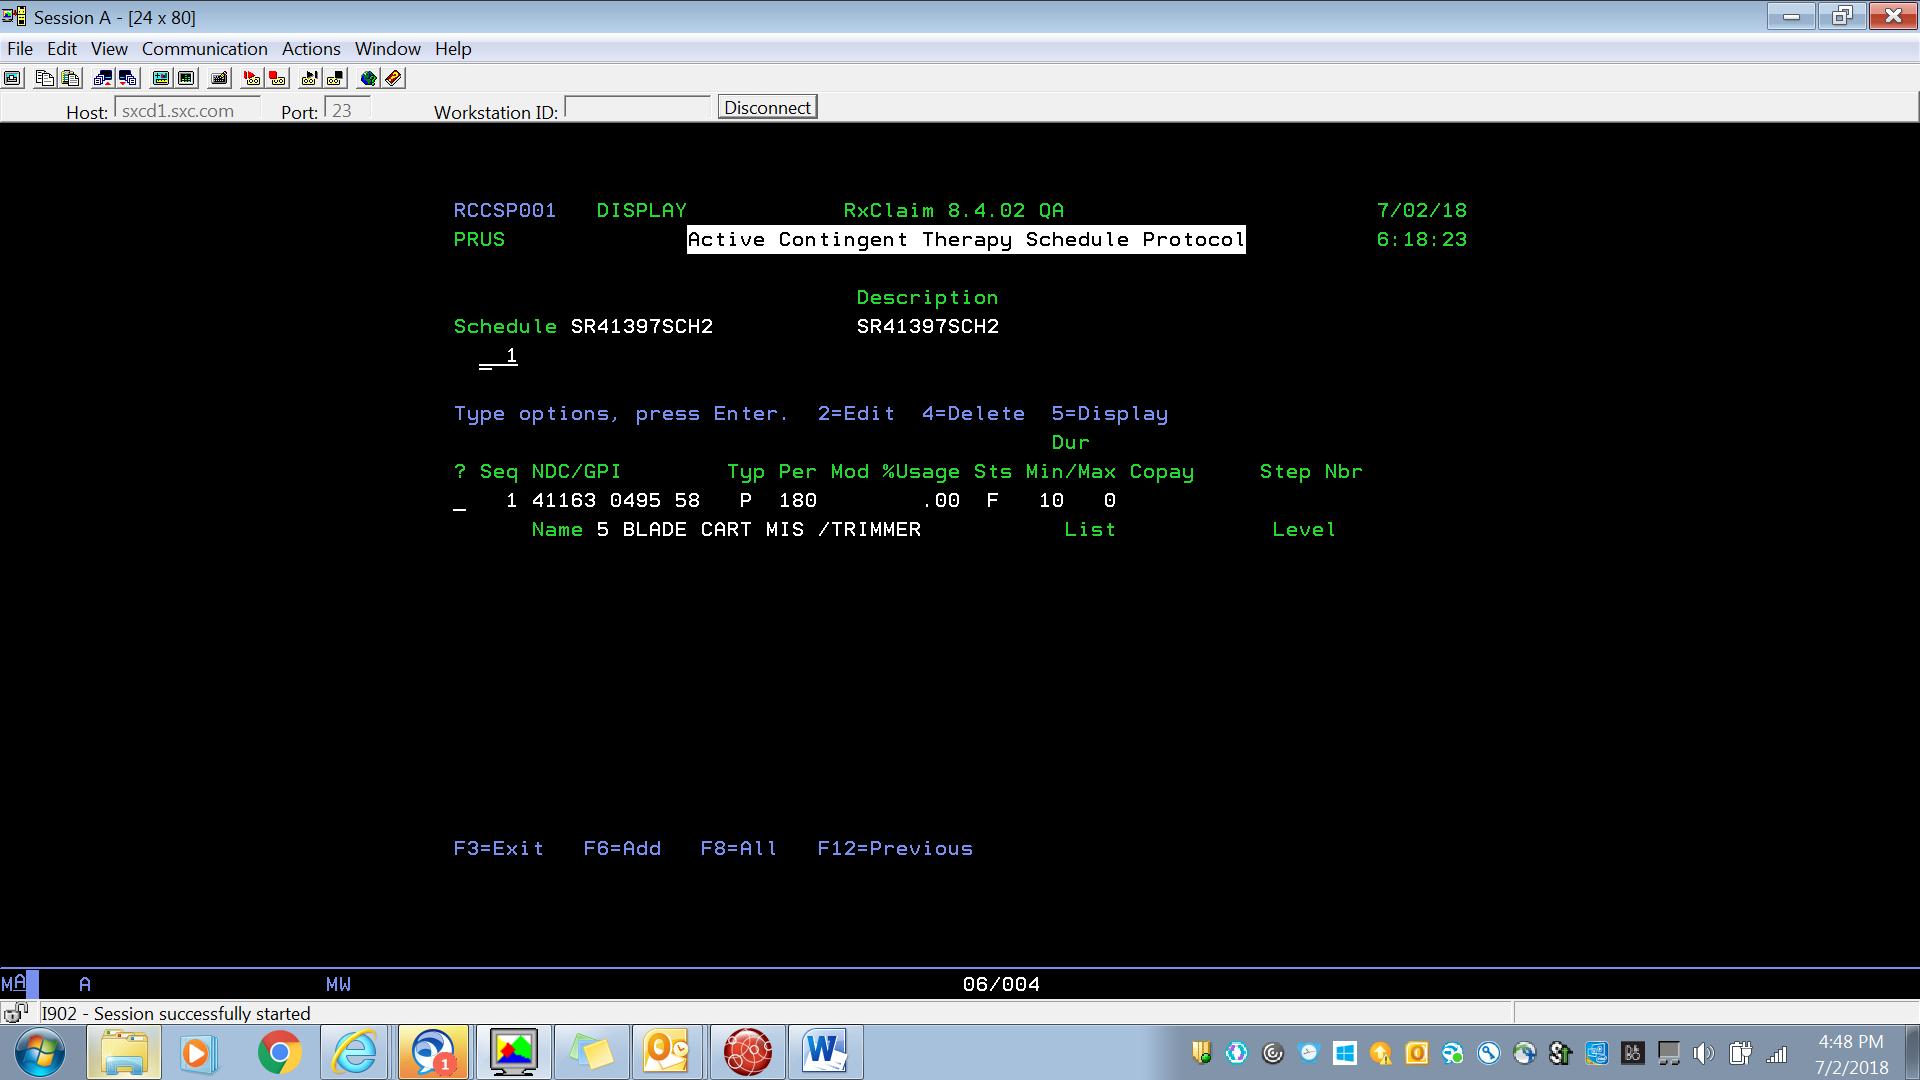 Session A - [24 x 80]
File Edit View Communication Actions Window Help
Host: sxcd1.sxc.com Port: 23 Workstation ID: Disconnect
RCCSP001 DISPLAY RxClaim 8.4.02 QA 7/02/18
PRUS Active Contingent Therapy Schedule Protocol 6:18:23
Description
Schedule SR41397SCH2 SR41397SCH2
1
Type options, press Enter. 2=Edit 4=Delete 5=Display
Dur
? Seq NDC/GPI Typ Per Mod %Usage Sts Min/Max Copay Step Nbr
_ 1 41163 0495 58 P 180 .00 F 10 0
Name 5 BLADE CART MIS /TRIMMER List Level
F3=Exit F6=Add F8=All F12=Previous
MA A MW 06/004
I902 - Session successfully started
1
4:48 PM
7/2/2018